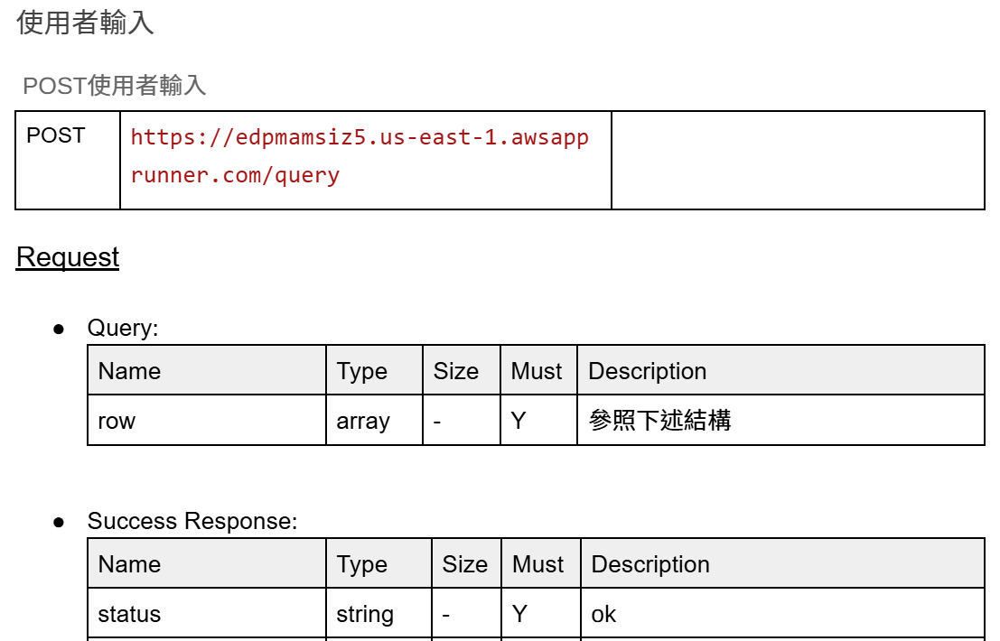 使用者輸入
POST使用者輸入
POST https://edpmamsiz5.us-east-1.awsapp
runner.com/query
Request
● Query:
Name Type Size Must Description
row array - Y 參照下述結構
● Success Response:
Name Type Size Must Description
status string - Y ok